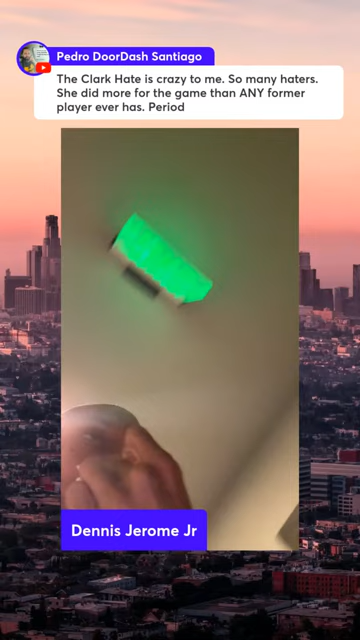 Pedro DoorDash Santiago
The Clark Hate is crazy to me. So many haters.
She did more for the game than ANY former
player ever has. Period
Dennis Jerome Jr